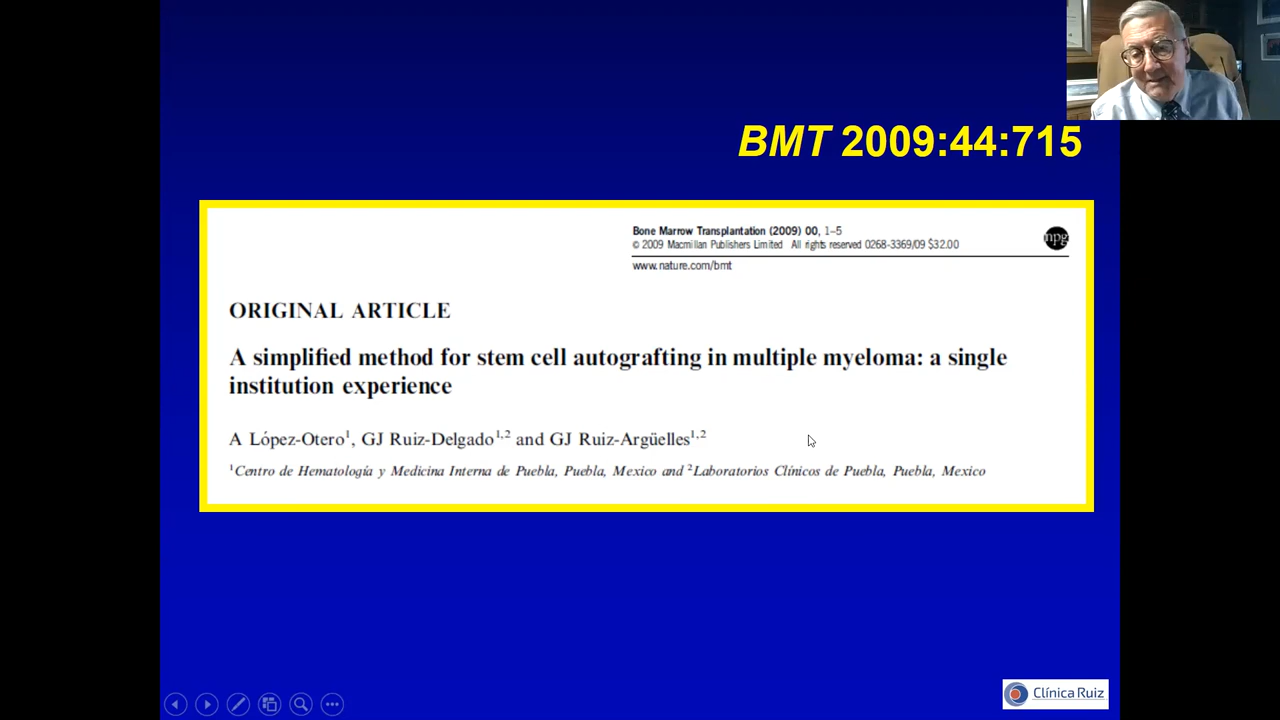 BMT 2009:44:715
Bone Marrow Transplantation (2009) 00, 1–5
© 2009 Macmillan Publishers Limited All rights reserved 0268-3369/09 $32.00
npg
www.nature.com/bmt
ORIGINAL ARTICLE
A simplified method for stem cell autografting in multiple myeloma: a single
institution experience
A López-Otero1, GJ Ruiz-Delgado1,2 and GJ Ruiz-Argüelles1,2
1Centro de Hematología y Medicina Interna de Puebla, Puebla, Mexico and 2Laboratorios Clínicos de Puebla, Puebla, Mexico
Clínica Ruiz